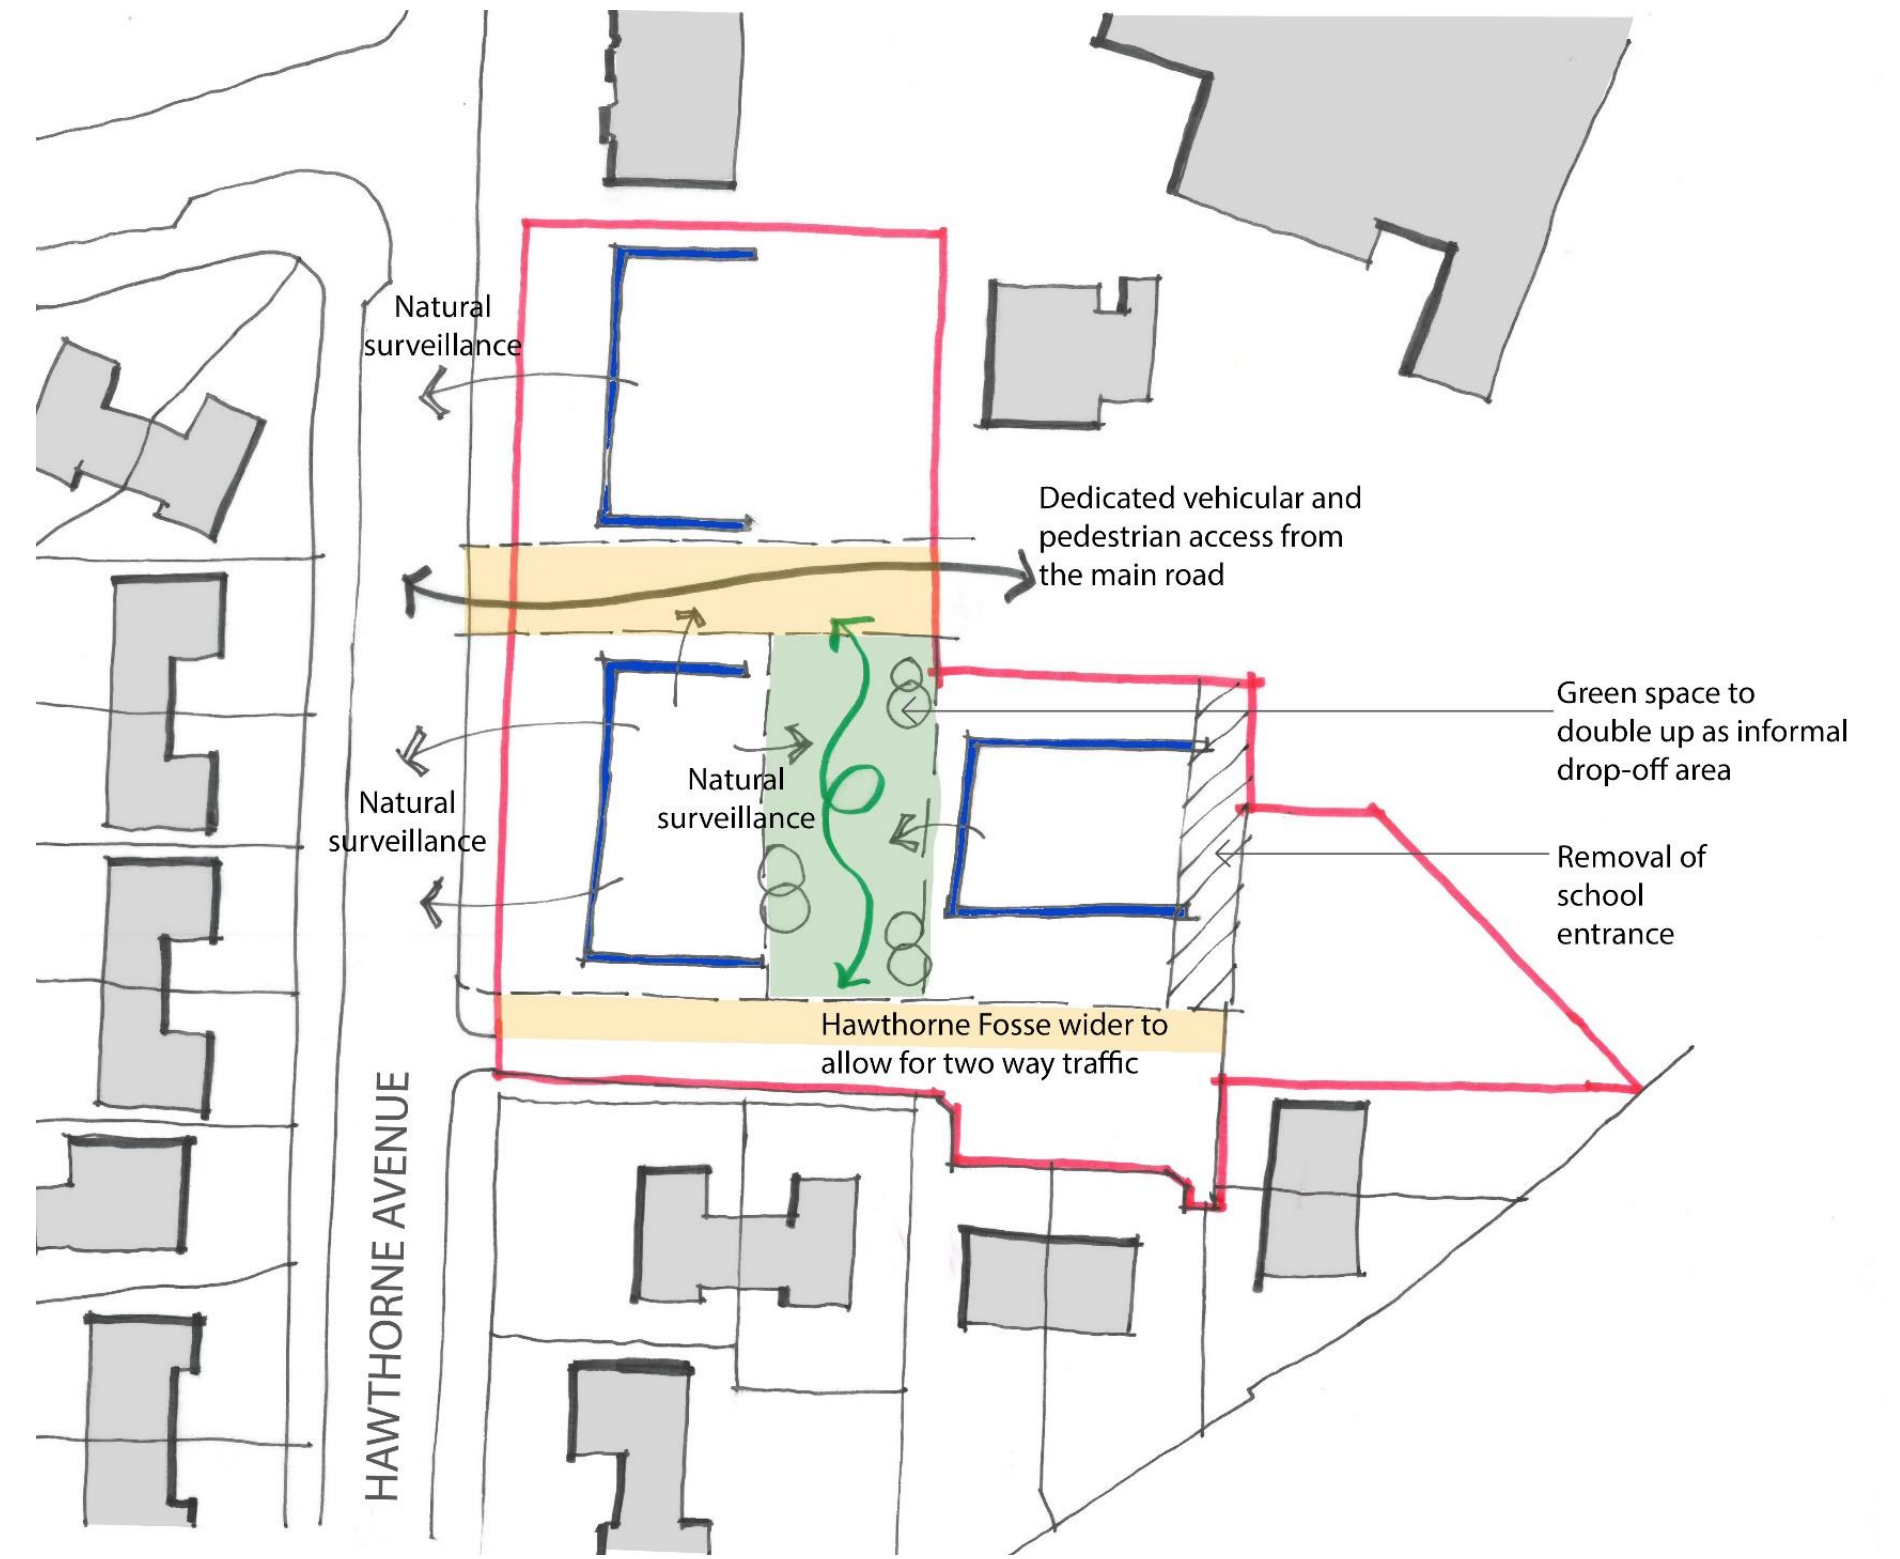 Natural
surveillance
Dedicated vehicular and
pedestrian access from
the main road
Green space to
double up as informal
drop-off area
Natural
surveillance
Natural
surveillance
Removal of
school
entrance
Hawthorne Fosse wider to
allow for two way traffic
HAWTHORNE AVENUE